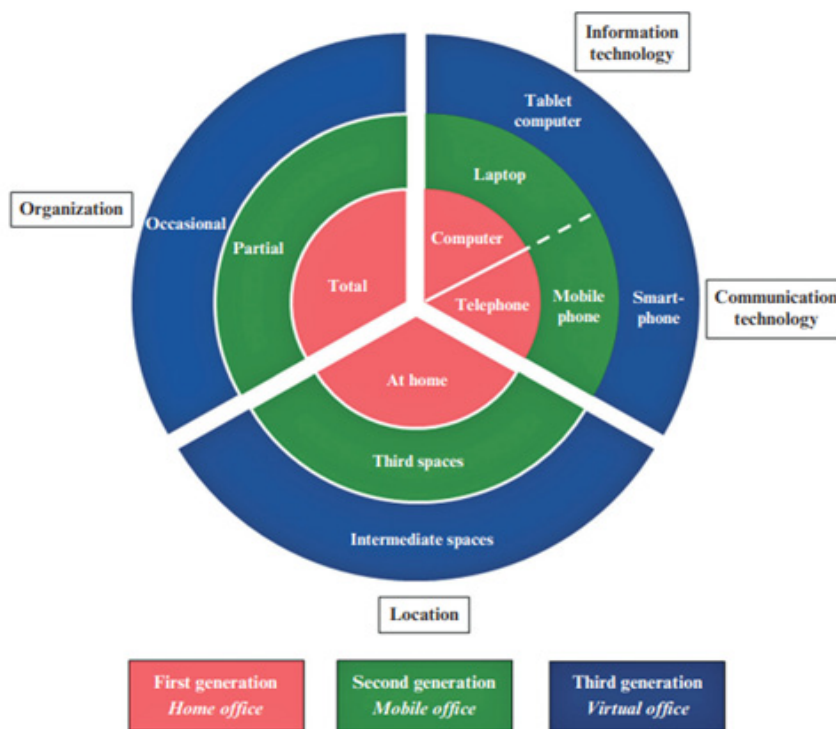 Information
technology
Tablet
computer
Laptop
Organization
Occasional
Partial
Computer
Total
Telephone
Mobile
phone
Smart-
phone
Communication
technology
At home
Third spaces
Intermediate spaces
Location
First generation
Home office
Second generation
Mobile office
Third generation
Virtual office